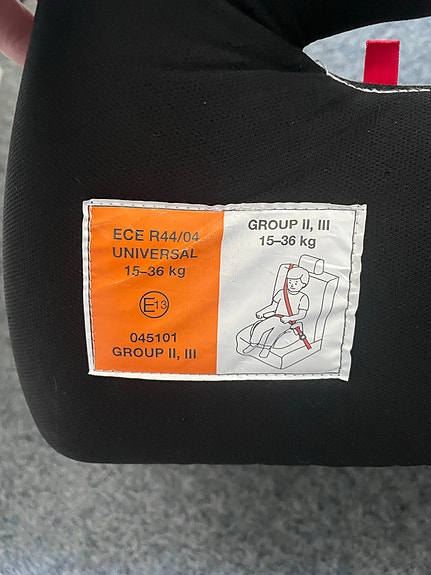 ECE R44/04
UNIVERSAL
15–36 kg
E13
045101
GROUP II, III
GROUP II, III
15–36 kg